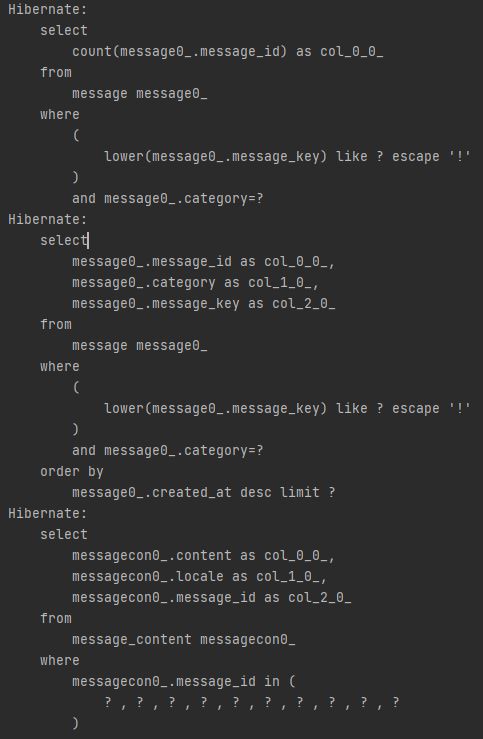 Hibernate:
    select
        count(message0_.message_id) as col_0_0_
    from
        message message0_
    where
        (
            lower(message0_.message_key) like ? escape '!'
        )
        and message0_.category=?
Hibernate:
    select
        message0_.message_id as col_0_0_,
        message0_.category as col_1_0_,
        message0_.message_key as col_2_0_
    from
        message message0_
    where
        (
            lower(message0_.message_key) like ? escape '!'
        )
        and message0_.category=?
    order by
        message0_.created_at desc limit ?
Hibernate:
    select
        messagecon0_.content as col_0_0_,
        messagecon0_.locale as col_1_0_,
        messagecon0_.message_id as col_2_0_
    from
        message_content messagecon0_
    where
        messagecon0_.message_id in (
            ? , ? , ? , ? , ? , ? , ? , ? , ? , ?
        )